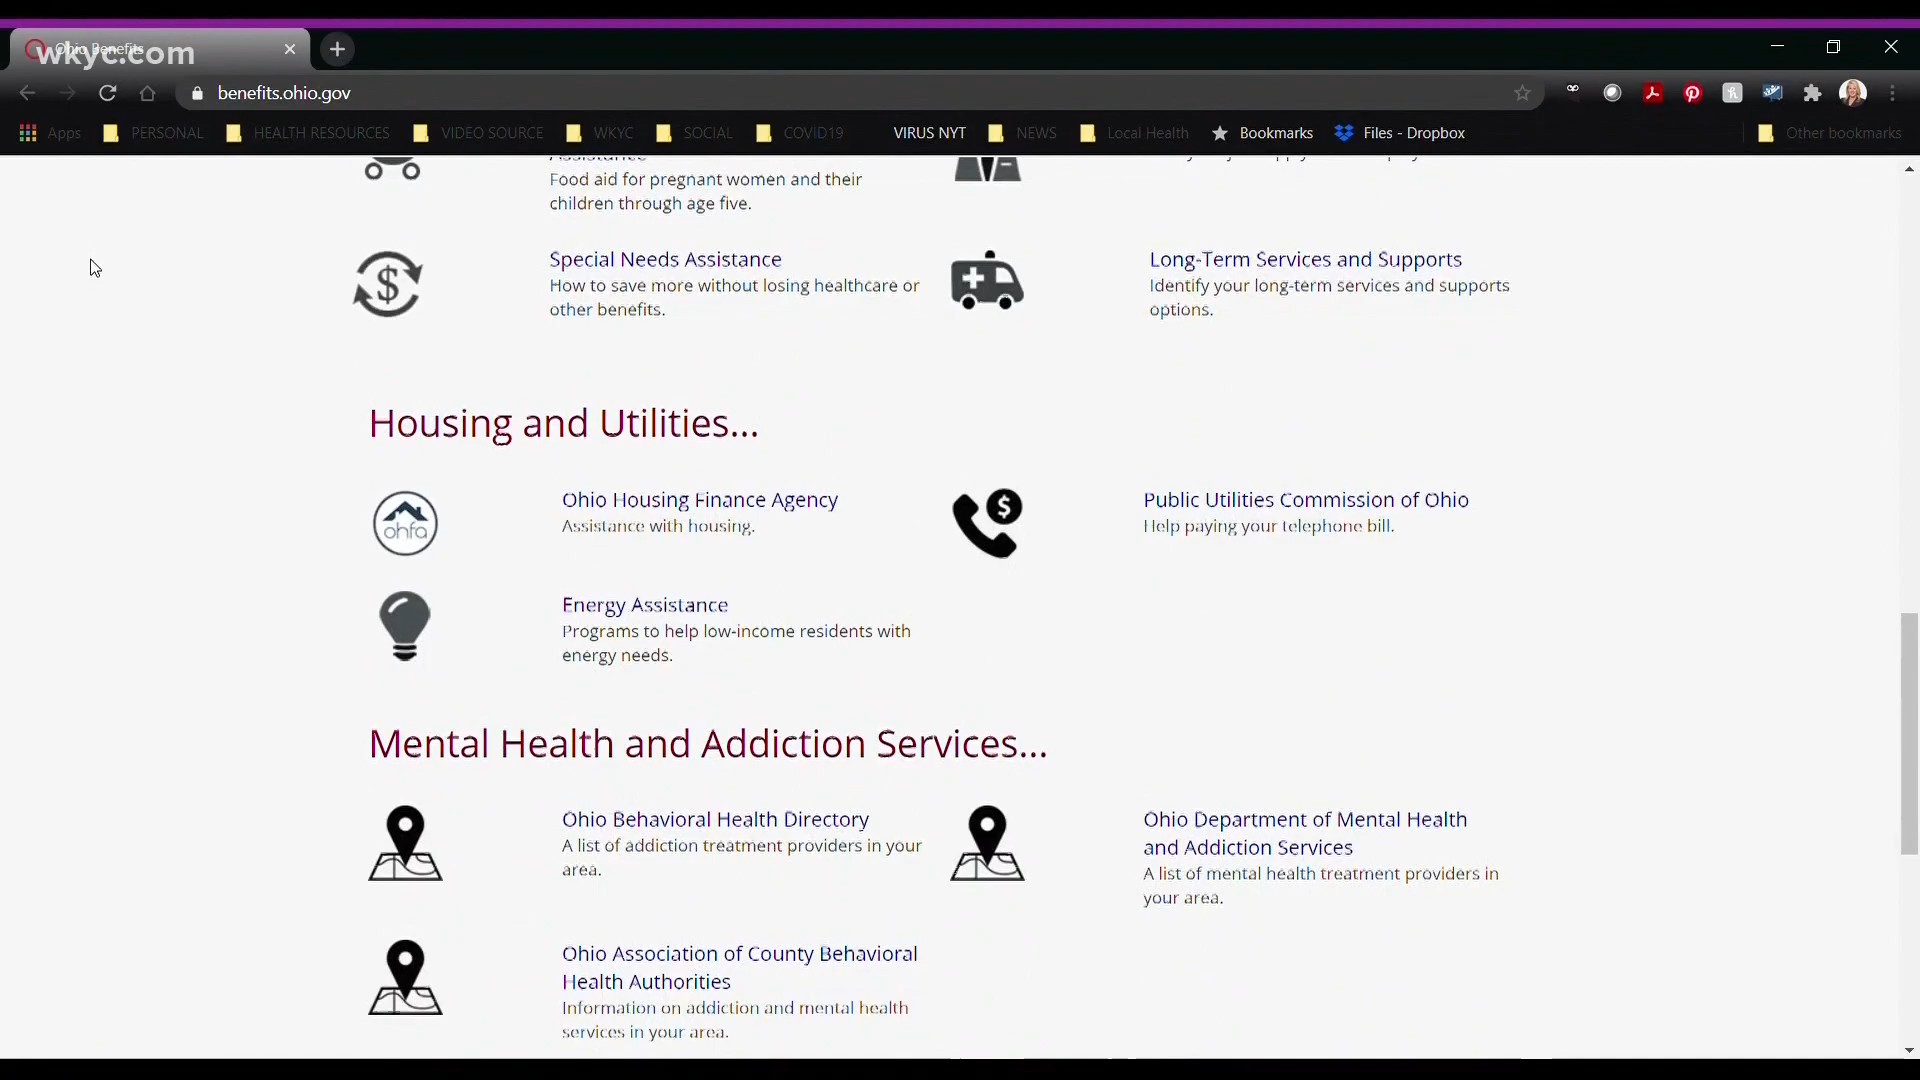 wkyc.com
Ohio Benefits
benefits.ohio.gov
Apps PERSONAL HEALTH RESOURCES VIDEO SOURCE WKYC SOCIAL COVID19 VIRUS NYT NEWS Local Health Bookmarks Files - Dropbox Other bookmarks
Assistance
Food aid for pregnant women and their
children through age five.
Special Needs Assistance
How to save more without losing healthcare or
other benefits.
Long-Term Services and Supports
Identify your long-term services and supports
options.
Housing and Utilities...
ohfa
Ohio Housing Finance Agency
Assistance with housing.
$
Public Utilities Commission of Ohio
Help paying your telephone bill.
Energy Assistance
Programs to help low-income residents with
energy needs.
Mental Health and Addiction Services...
Ohio Behavioral Health Directory
A list of addiction treatment providers in your
area.
Ohio Department of Mental Health
and Addiction Services
A list of mental health treatment providers in
your area.
Ohio Association of County Behavioral
Health Authorities
Information on addiction and mental health
services in your area.